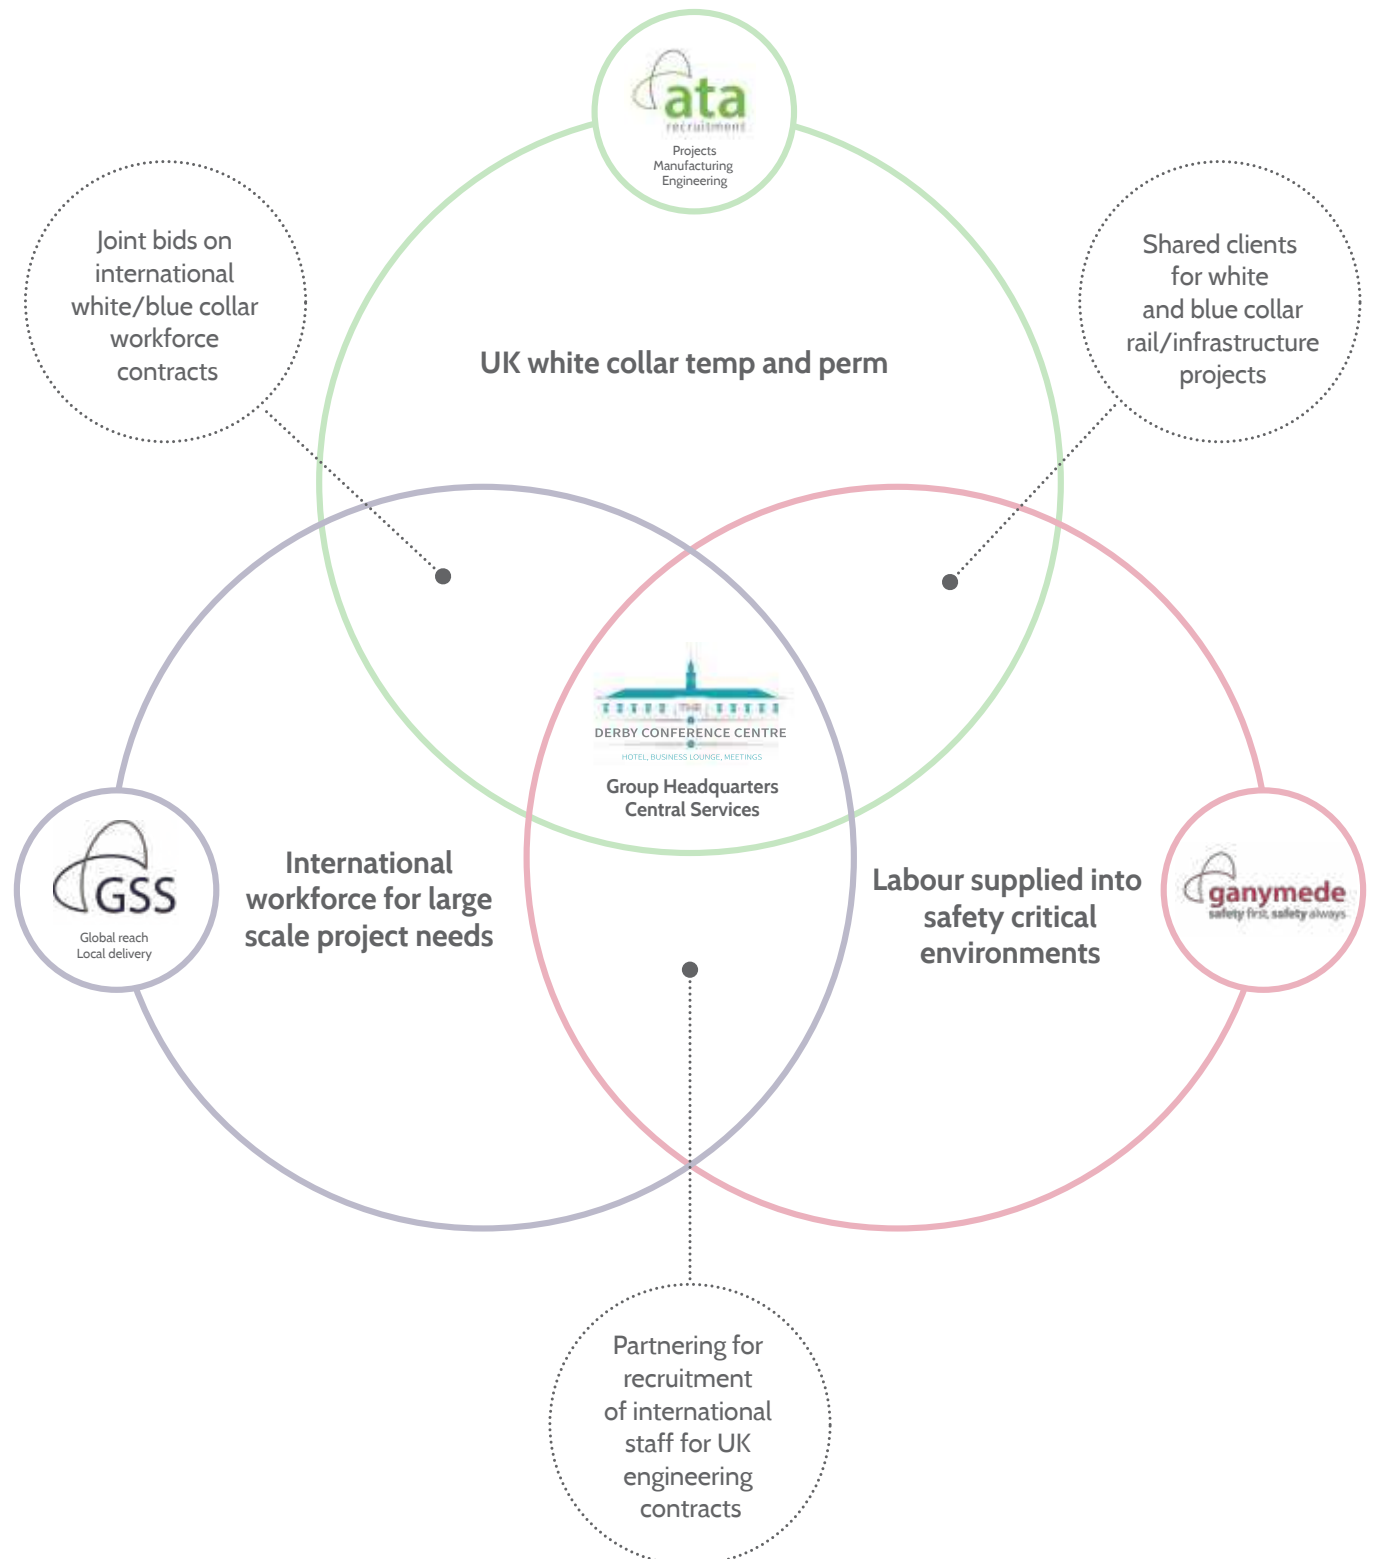 ata
recruitment
Projects
Manufacturing
Engineering
Joint bids on
international
white/blue collar
workforce
contracts
Shared clients
for white
and blue collar
rail/infrastructure
projects
UK white collar temp and perm
THE
DERBY CONFERENCE CENTRE
HOTEL, BUSINESS LOUNGE, MEETINGS
Group Headquarters
Central Services
GSS
Global reach
Local delivery
International
workforce for large
scale project needs
Labour supplied into
safety critical
environments
ganymede
safety first, safety always
Partnering for
recruitment
of international
staff for UK
engineering
contracts